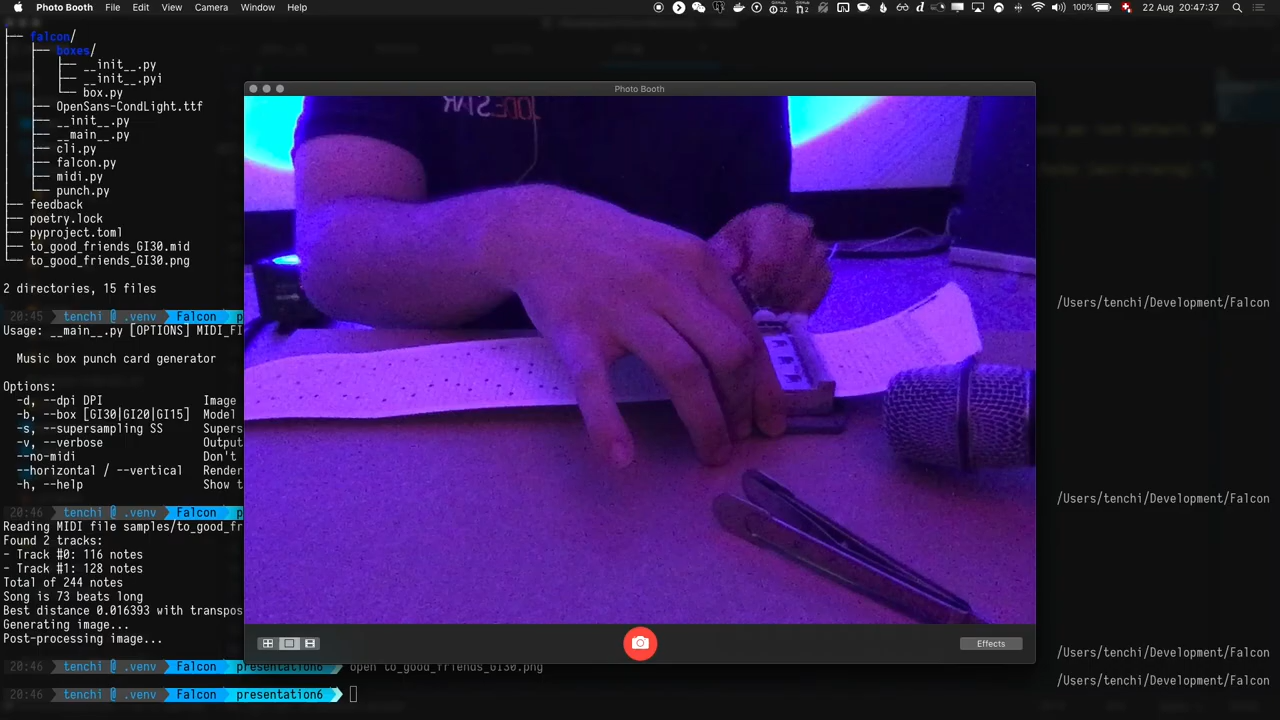 Photo Booth File Edit View Camera Window Help
100% 22 Aug 20:47:37
falcon/
boxes/
__init__.py
__init__.pyi
box.py
OpenSans-CondLight.ttf
__init__.py
__main__.py
cli.py
falcon.py
midi.py
punch.py
feedback
poetry.lock
pyproject.toml
to_good_friends_GI30.mid
to_good_friends_GI30.png
2 directories, 15 files
20:45 tenchi @ .venv Falcon /Users/tenchi/Development/Falcon
Usage: __main__.py [OPTIONS] MIDI_FI
Music box punch card generator
Options:
-d, --dpi DPI Image
-b, --box [GI30|GI20|GI15] Model
-s, --supersampling SS Supers
-v, --verbose Output
--no-midi Don't
--horizontal / --vertical Render
-h, --help Show t
20:46 tenchi @ .venv Falcon /Users/tenchi/Development/Falcon
Reading MIDI file samples/to_good_fr
Found 2 tracks:
- Track #0: 116 notes
- Track #1: 128 notes
Total of 244 notes
Song is 73 beats long
Best distance 0.016393 with transpos
Generating image...
Post-processing image...
20:46 tenchi @ .venv Falcon presentation6 open to_good_friends_GI30.png /Users/tenchi/Development/Falcon
20:46 tenchi @ .venv Falcon presentation6 /Users/tenchi/Development/Falcon
Photo Booth
Effects